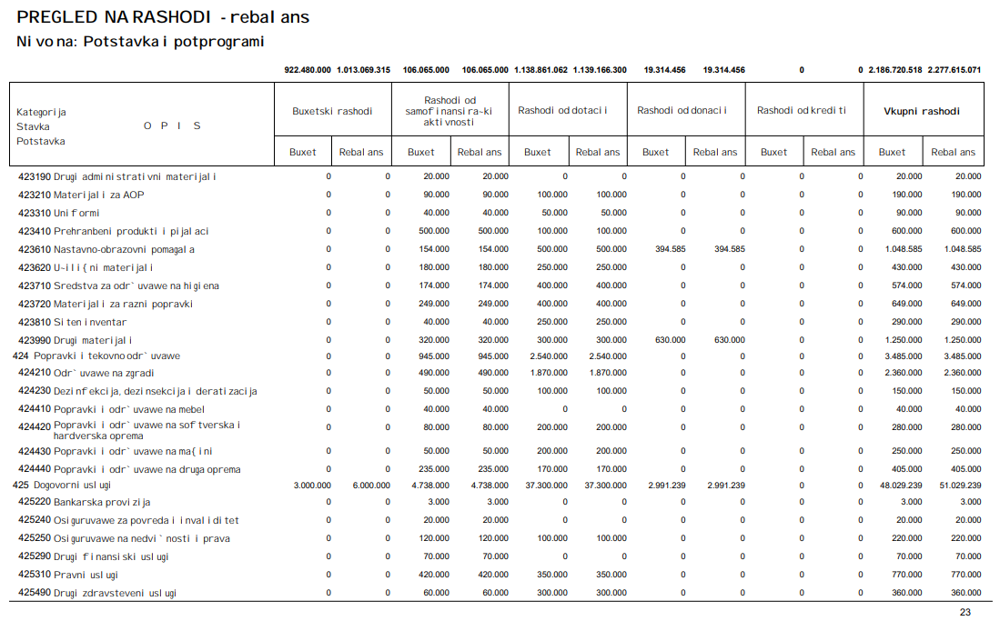 PREGLED NA RASHODI - rebalans
Nivo na: Potstavka i potprogrami
922.480.000 1.013.069.315 106.065.000 106.065.000 1.138.861.062 1.139.166.300 19.314.456 19.314.456 0 0 2.186.720.518 2.277.615.071
Kategorija
Stavka O P I S
Potstavka
Buxetski rashodi
Rashodi od
samofinansira~ki
aktivnosti
Rashodi od dotacii
Rashodi od donacii
Rashodi od krediti
Vkupni rashodi
Buxet Rebalans Buxet Rebalans Buxet Rebalans Buxet Rebalans Buxet Rebalans Buxet Rebalans
423190 Drugi administrativni materijali 0 0 20.000 20.000 0 0 0 0 0 0 20.000 20.000
423210 Materijali za AOP 0 0 90.000 90.000 100.000 100.000 0 0 0 0 190.000 190.000
423310 Uniformi 0 0 40.000 40.000 50.000 50.000 0 0 0 0 90.000 90.000
423410 Prehranbeni produkti i pijalaci 0 0 500.000 500.000 100.000 100.000 0 0 0 0 600.000 600.000
423610 Nastavno-obrazovni pomagala 0 0 154.000 154.000 500.000 500.000 394.585 394.585 0 0 1.048.585 1.048.585
423620 U~ili{ni materijali 0 0 180.000 180.000 250.000 250.000 0 0 0 0 430.000 430.000
423710 Sredstva za odr`uvawe na higiena 0 0 174.000 174.000 400.000 400.000 0 0 0 0 574.000 574.000
423720 Materijali za razni popravki 0 0 249.000 249.000 400.000 400.000 0 0 0 0 649.000 649.000
423810 Siten inventar 0 0 40.000 40.000 250.000 250.000 0 0 0 0 290.000 290.000
423990 Drugi materijali 0 0 320.000 320.000 300.000 300.000 630.000 630.000 0 0 1.250.000 1.250.000
424 Popravki i tekovno odr`uvawe 0 0 945.000 945.000 2.540.000 2.540.000 0 0 0 0 3.485.000 3.485.000
424210 Odr`uvawe na zgradi 0 0 490.000 490.000 1.870.000 1.870.000 0 0 0 0 2.360.000 2.360.000
424230 Dezinfekcija, dezinsekcija i deratizacija 0 0 50.000 50.000 100.000 100.000 0 0 0 0 150.000 150.000
424410 Popravki i odr`uvawe na mebel 0 0 40.000 40.000 0 0 0 0 0 0 40.000 40.000
424420 Popravki i odr`uvawe na softverska i
hardverska oprema 0 0 80.000 80.000 200.000 200.000 0 0 0 0 280.000 280.000
424430 Popravki i odr`uvawe na ma{ini 0 0 50.000 50.000 200.000 200.000 0 0 0 0 250.000 250.000
424440 Popravki i odr`uvawe na druga oprema 0 0 235.000 235.000 170.000 170.000 0 0 0 0 405.000 405.000
425 Dogovorni uslugi 3.000.000 6.000.000 4.738.000 4.738.000 37.300.000 37.300.000 2.991.239 2.991.239 0 0 48.029.239 51.029.239
425220 Bankarska provizija 0 0 3.000 3.000 0 0 0 0 0 0 3.000 3.000
425240 Osiguruvawe za povreda i invaliditet 0 0 20.000 20.000 0 0 0 0 0 0 20.000 20.000
425250 Osiguruvawe na nedvi`nosti i prava 0 0 120.000 120.000 100.000 100.000 0 0 0 0 220.000 220.000
425290 Drugi finansiski uslugi 0 0 70.000 70.000 0 0 0 0 0 0 70.000 70.000
425310 Pravni uslugi 0 0 420.000 420.000 350.000 350.000 0 0 0 0 770.000 770.000
425490 Drugi zdravsteveni uslugi 0 0 60.000 60.000 300.000 300.000 0 0 0 0 360.000 360.000
23